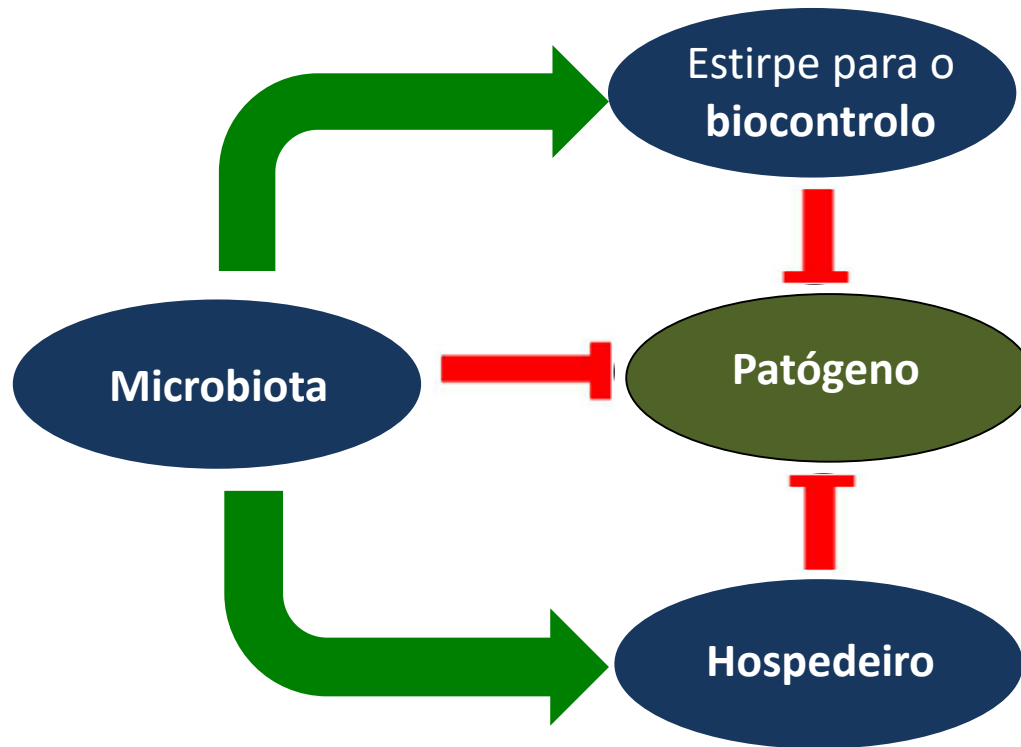 Estirpe para o
biocontrolo
Microbiota
Patógeno
Hospedeiro